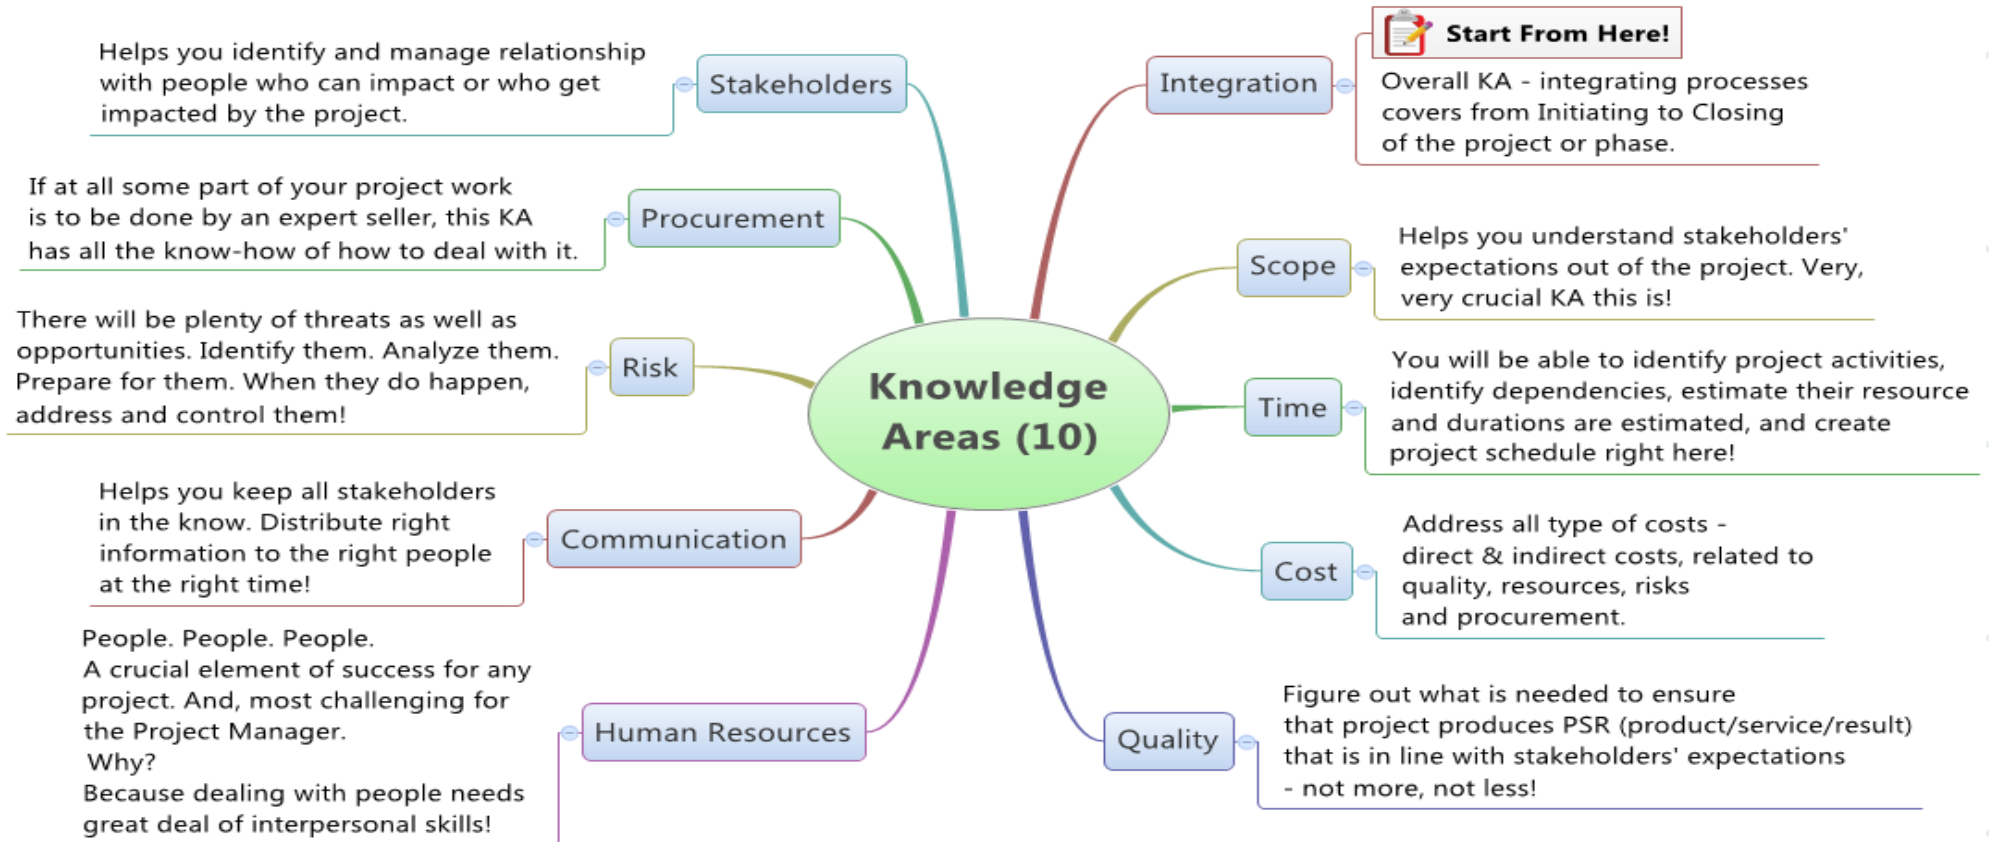 Knowledge
Areas (10)
Start From Here!
Integration
Overall KA - integrating processes
covers from Initiating to Closing
of the project or phase.
Scope
Helps you understand stakeholders'
expectations out of the project. Very,
very crucial KA this is!
Time
You will be able to identify project activities,
identify dependencies, estimate their resource
and durations are estimated, and create
project schedule right here!
Cost
Address all type of costs -
direct & indirect costs, related to
quality, resources, risks
and procurement.
Quality
Figure out what is needed to ensure
that project produces PSR (product/service/result)
that is in line with stakeholders' expectations
- not more, not less!
Human Resources
People. People. People.
A crucial element of success for any
project. And, most challenging for
the Project Manager.
Why?
Because dealing with people needs
great deal of interpersonal skills!
Communication
Helps you keep all stakeholders
in the know. Distribute right
information to the right people
at the right time!
Risk
There will be plenty of threats as well as
opportunities. Identify them. Analyze them.
Prepare for them. When they do happen,
address and control them!
Procurement
If at all some part of your project work
is to be done by an expert seller, this KA
has all the know-how of how to deal with it.
Stakeholders
Helps you identify and manage relationship
with people who can impact or who get
impacted by the project.